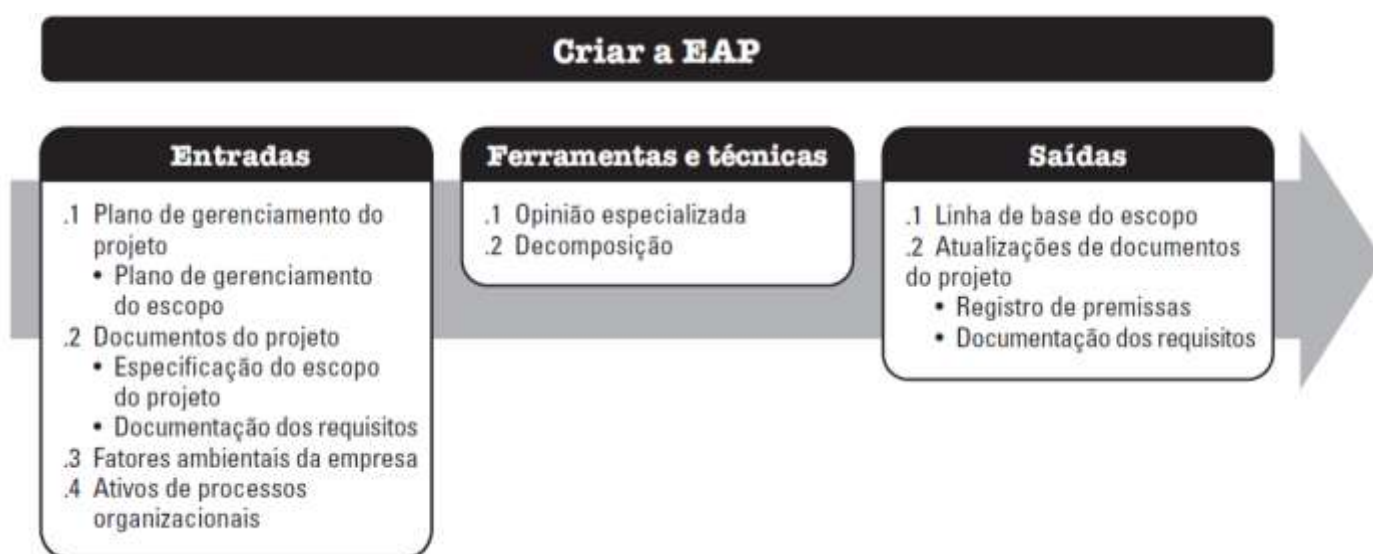 Criar a EAP
Entradas
.1 Plano de gerenciamento do
projeto
• Plano de gerenciamento
do escopo
.2 Documentos do projeto
• Especificação do escopo
do projeto
• Documentação dos requisitos
.3 Fatores ambientais da empresa
.4 Ativos de processos
organizacionais
Ferramentas e técnicas
.1 Opinião especializada
.2 Decomposição
Saídas
.1 Linha de base do escopo
.2 Atualizações de documentos
do projeto
• Registro de premissas
• Documentação dos requisitos